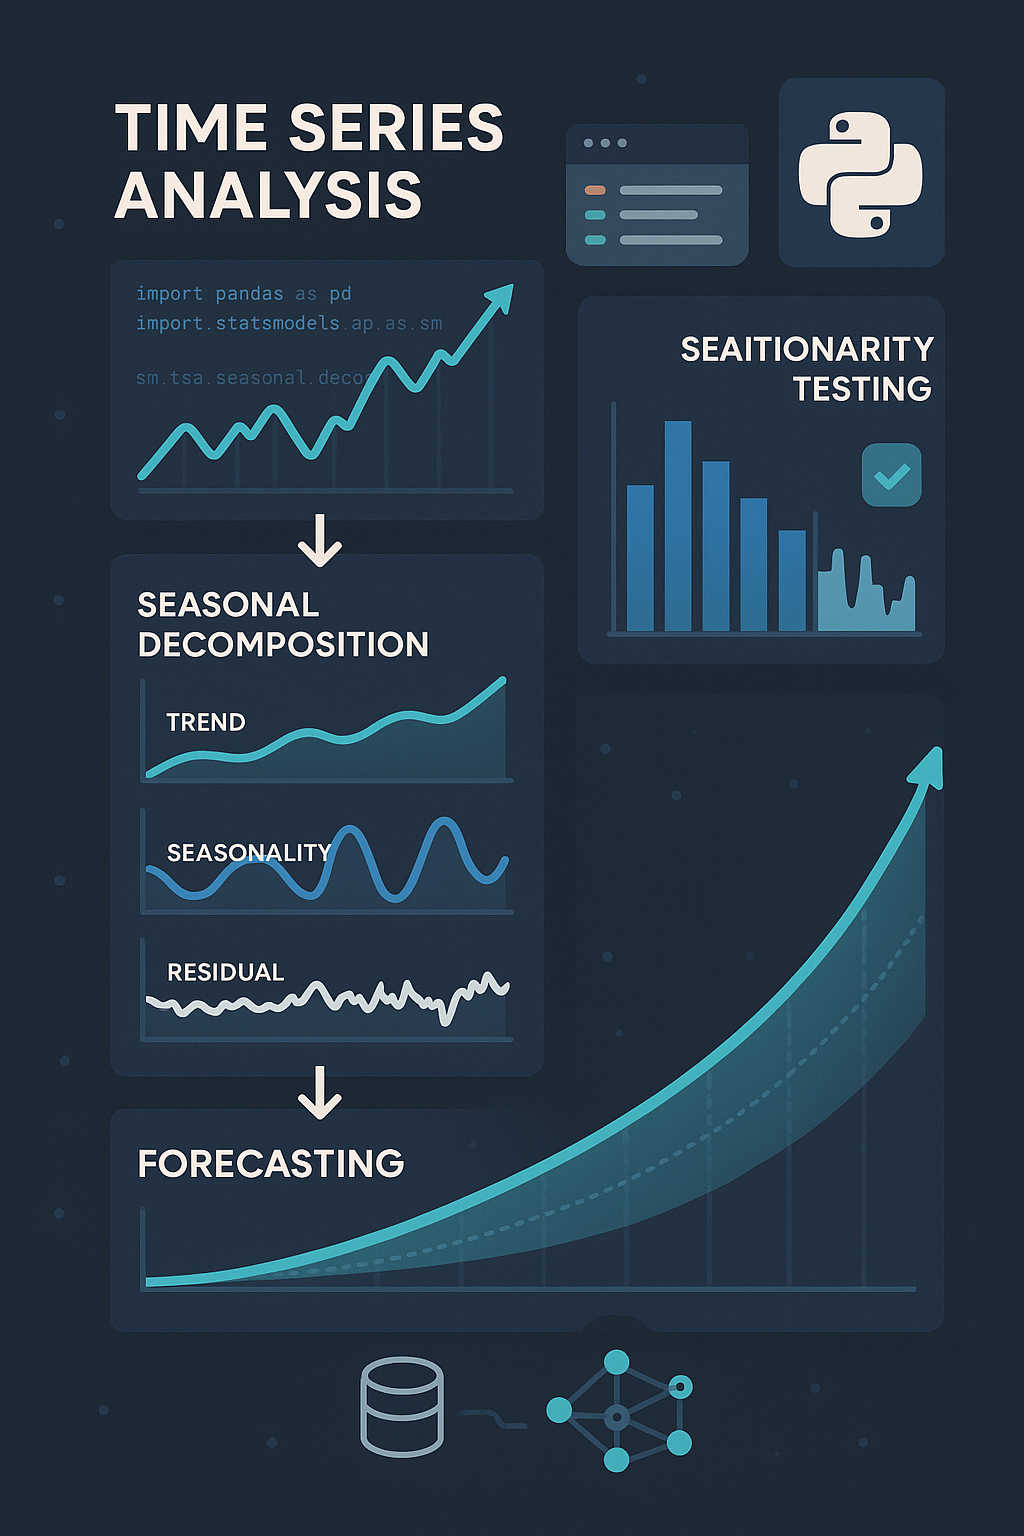 TIME SERIES
ANALYSIS
import pandas as pd
import.statsmodels.ap.as.sm
sm.tsa.seasonal.deco
SEAITIONARITY
TESTING
SEASONAL
DECOMPOSITION
TREND
SEASONALITY
RESIDUAL
FORECASTING